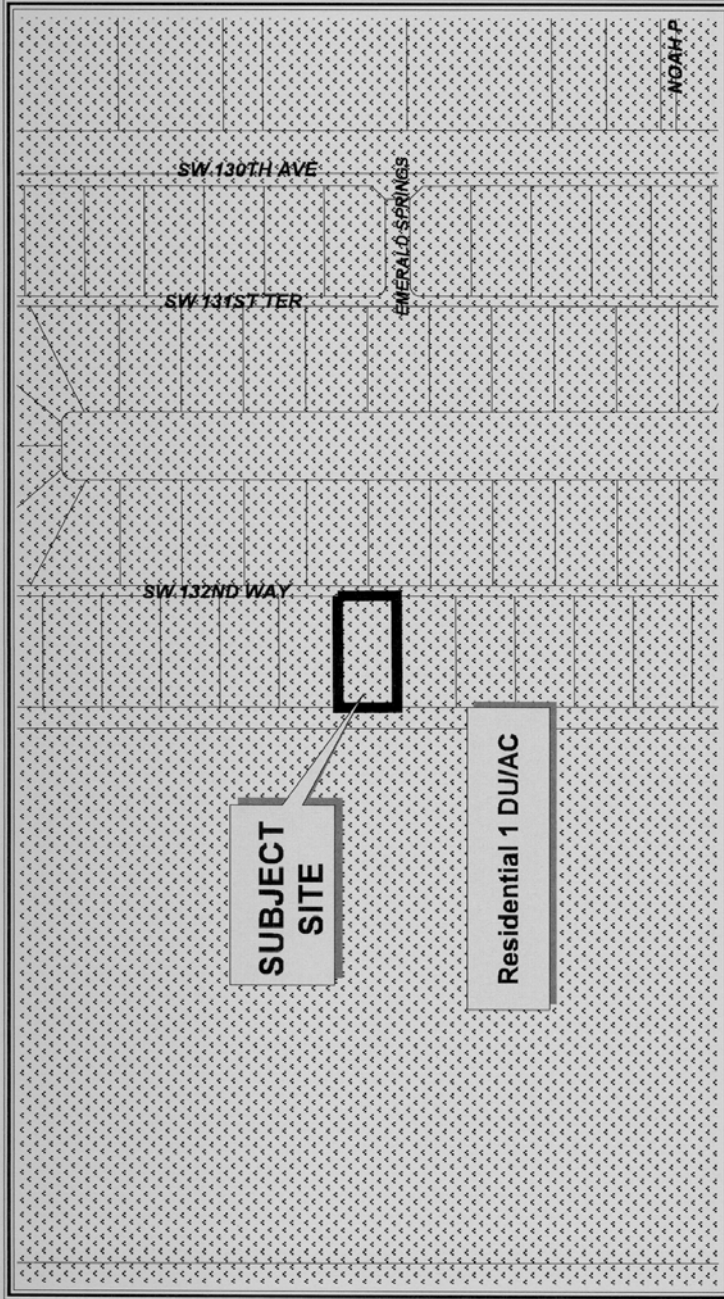 NOAH P
SW 130TH AVE
EMERALD SPRINGS
SW 131ST TER
SW 132ND WAY
SUBJECT
SITE
Residential 1 DU/AC